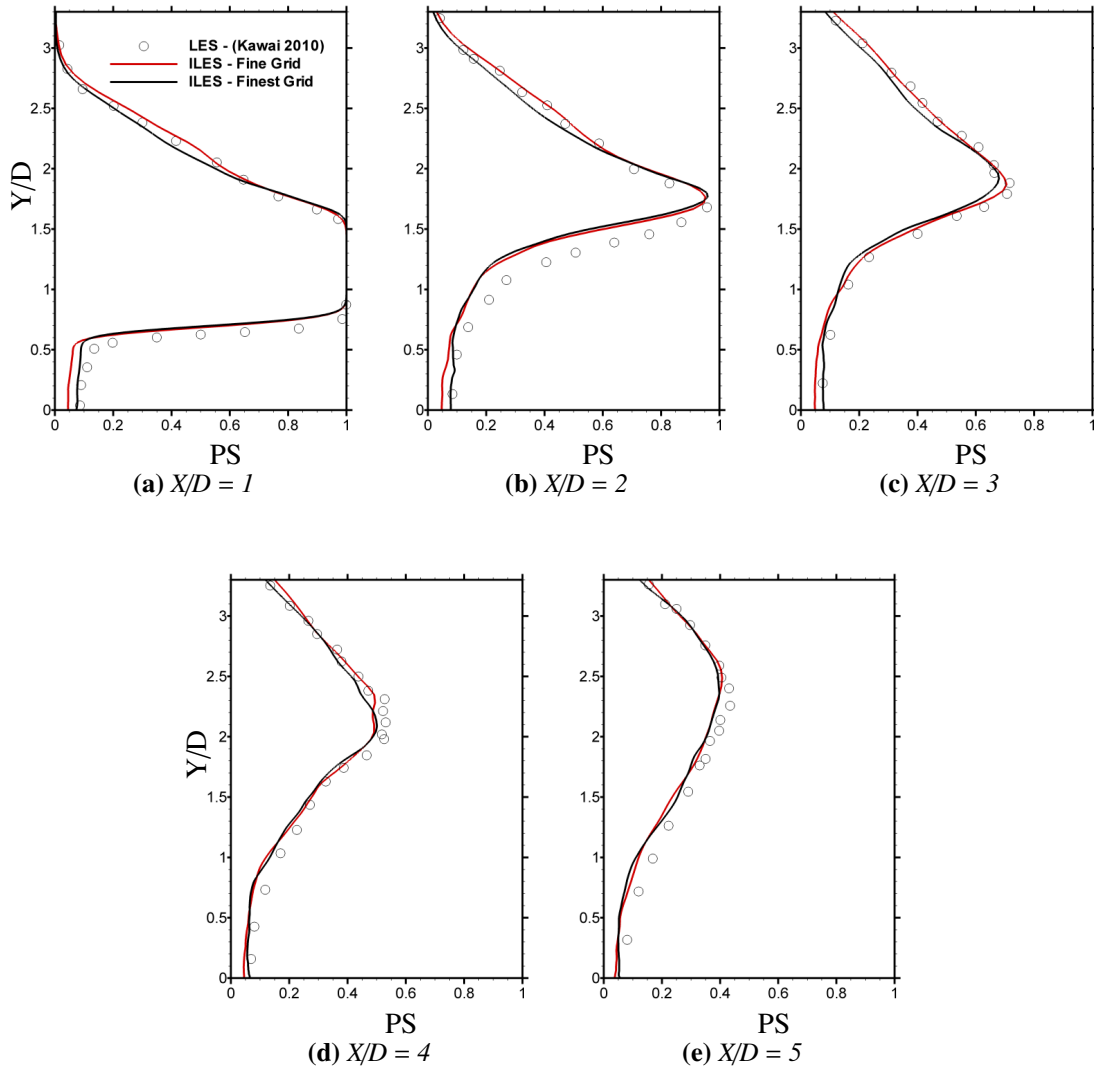 LES - (Kawai 2010)
ILES - Fine Grid
ILES - Finest Grid
Y/D
3
2.5
2
1.5
1
0.5
0
0 0.2 0.4 0.6 0.8 1
PS
(a) X/D = 1
3
2.5
2
1.5
1
0.5
0
0 0.2 0.4 0.6 0.8 1
PS
(b) X/D = 2
3
2.5
2
1.5
1
0.5
0
0 0.2 0.4 0.6 0.8 1
PS
(c) X/D = 3
Y/D
3
2.5
2
1.5
1
0.5
0
0 0.2 0.4 0.6 0.8 1
PS
(d) X/D = 4
3
2.5
2
1.5
1
0.5
0
0 0.2 0.4 0.6 0.8 1
PS
(e) X/D = 5